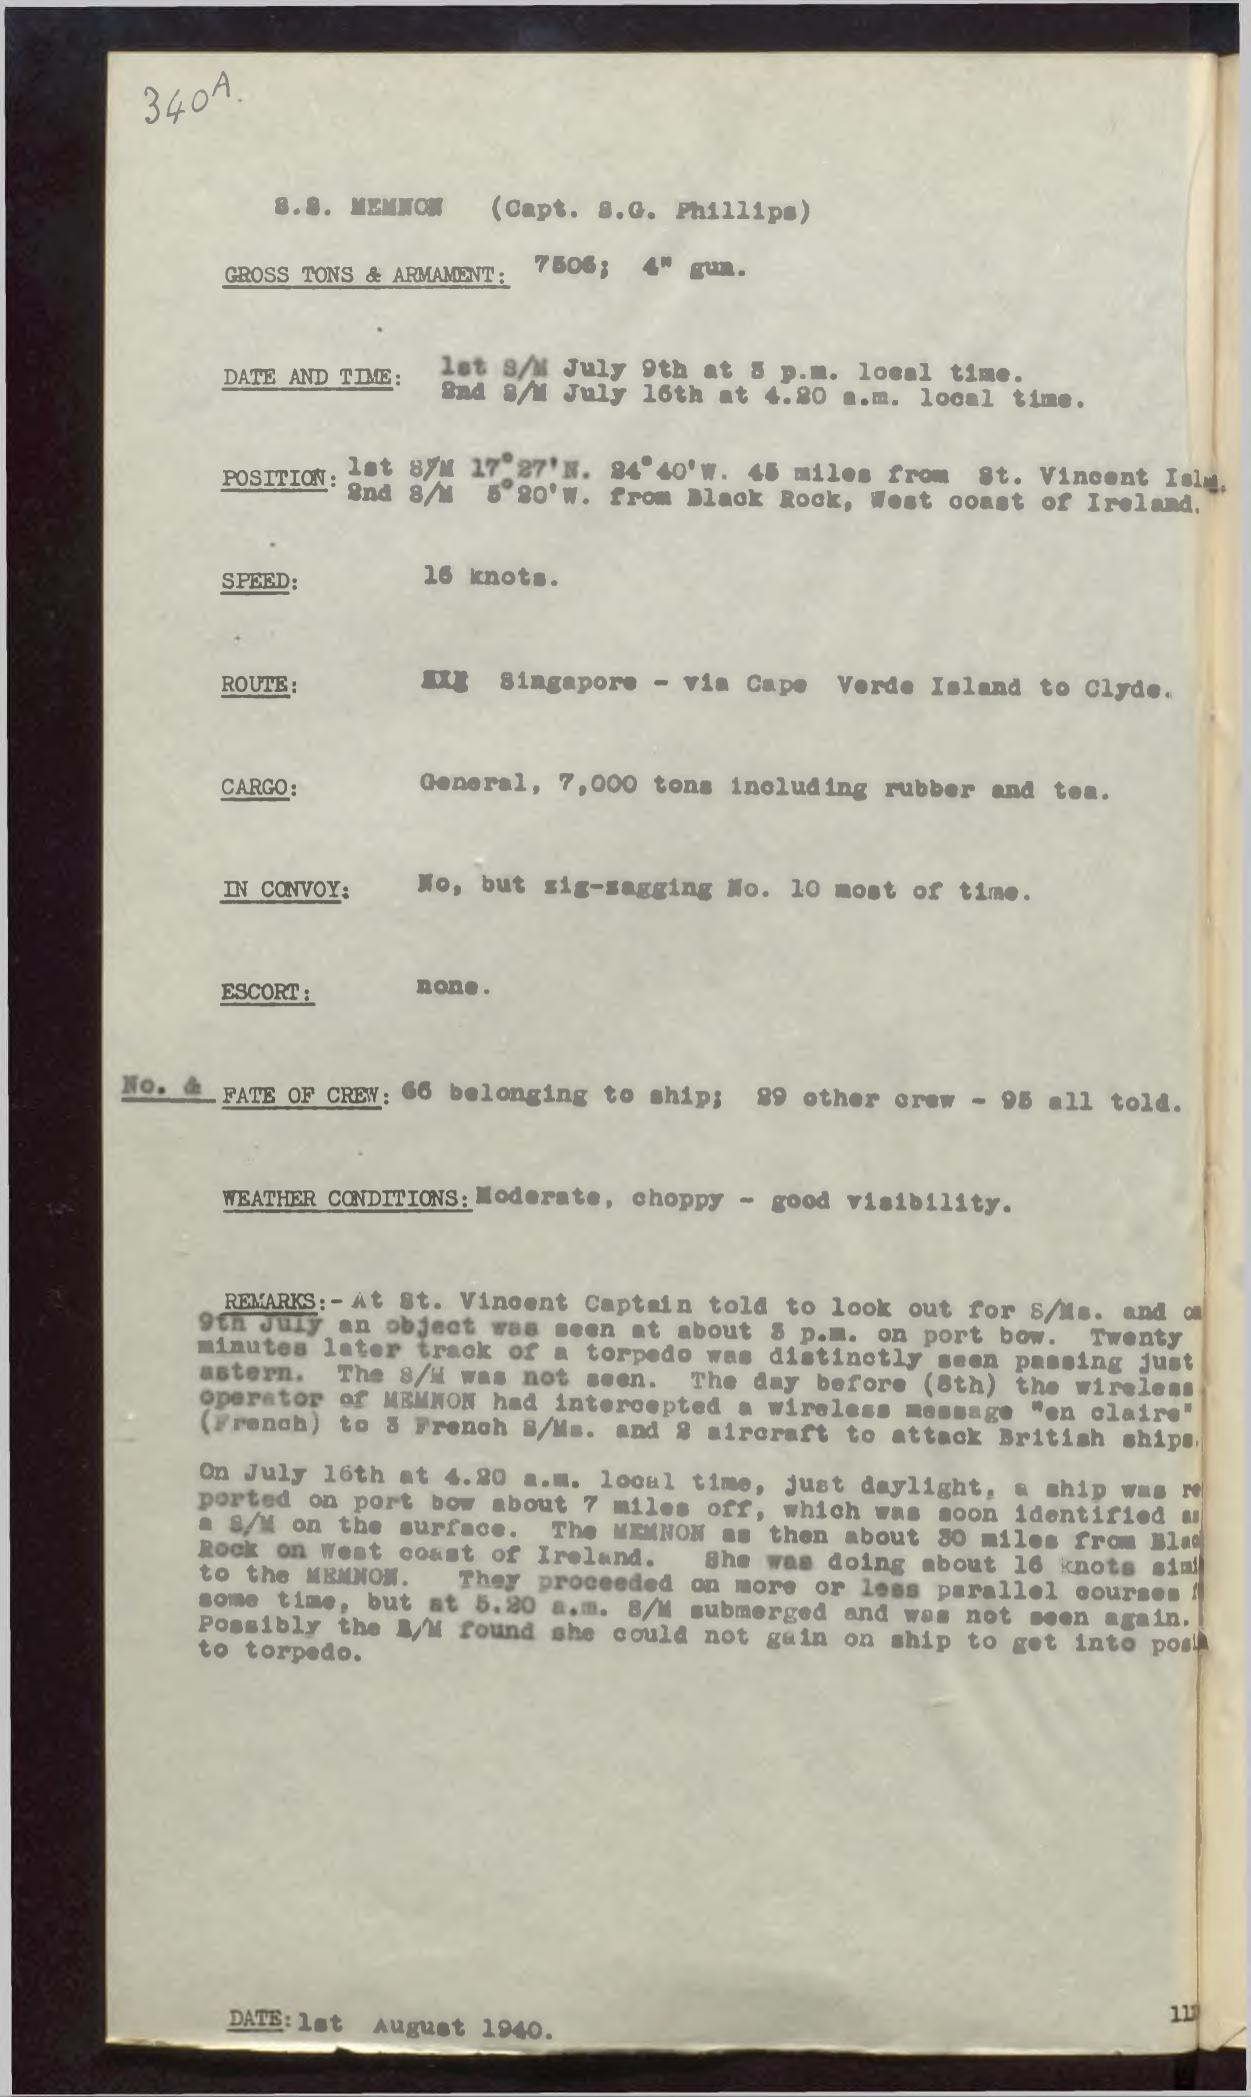 340A.
S.S. MEMNON (Capt. S.G. Phillips)
GROSS TONS & ARMAMENT: 7506; 4" gun.
DATE AND TIME: 1st S/M July 9th at 3 p.m. local time.
2nd S/M July 16th at 4.20 a.m. local time.
POSITION: 1st S/M 17°27'N. 24°40'W. 45 miles from St. Vincent Isld.
2nd S/M 5°20'W. from Black Rock, West coast of Ireland.
SPEED: 16 knots.
ROUTE: Singapore - via Cape Verde Island to Clyde.
CARGO: General, 7,000 tons including rubber and tea.
IN CONVOY: No, but zig-zagging No. 10 most of time.
ESCORT: none.
No. & FATE OF CREW: 66 belonging to ship; 29 other crew - 95 all told.
WEATHER CONDITIONS: Moderate, choppy - good visibility.
REMARKS:- At St. Vincent Captain told to look out for S/Ms. and on
9th July an object was seen at about 3 p.m. on port bow. Twenty
minutes later track of a torpedo was distinctly seen passing just
astern. The S/M was not seen. The day before (8th) the wireless
operator of MEMNON had intercepted a wireless message "en claire"
(French) to 3 French S/Ms. and 2 aircraft to attack British ships.
On July 16th at 4.20 a.m. local time, just daylight, a ship was re
ported on port bow about 7 miles off, which was soon identified as
a S/M on the surface. The MEMNON as then about 30 miles from Blac
Rock on West coast of Ireland. She was doing about 16 knots simi
to the MEMNON. They proceeded on more or less parallel courses f
some time, but at 5.20 a.m. S/M submerged and was not seen again.
Possibly the S/M found she could not gain on ship to get into posi
to torpedo.
DATE: 1st August 1940.